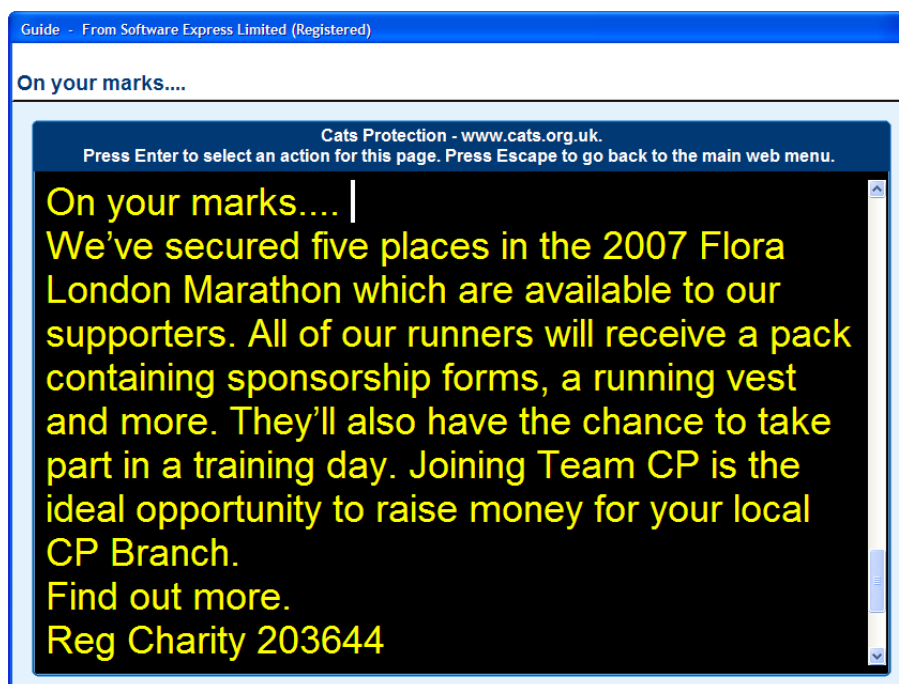 Guide - From Software Express Limited (Registered)
On your marks....
Cats Protection - www.cats.org.uk.
Press Enter to select an action for this page. Press Escape to go back to the main web menu.
On your marks....
We've secured five places in the 2007 Flora
London Marathon which are available to our
supporters. All of our runners will receive a pack
containing sponsorship forms, a running vest
and more. They'll also have the chance to take
part in a training day. Joining Team CP is the
ideal opportunity to raise money for your local
CP Branch.
Find out more.
Reg Charity 203644